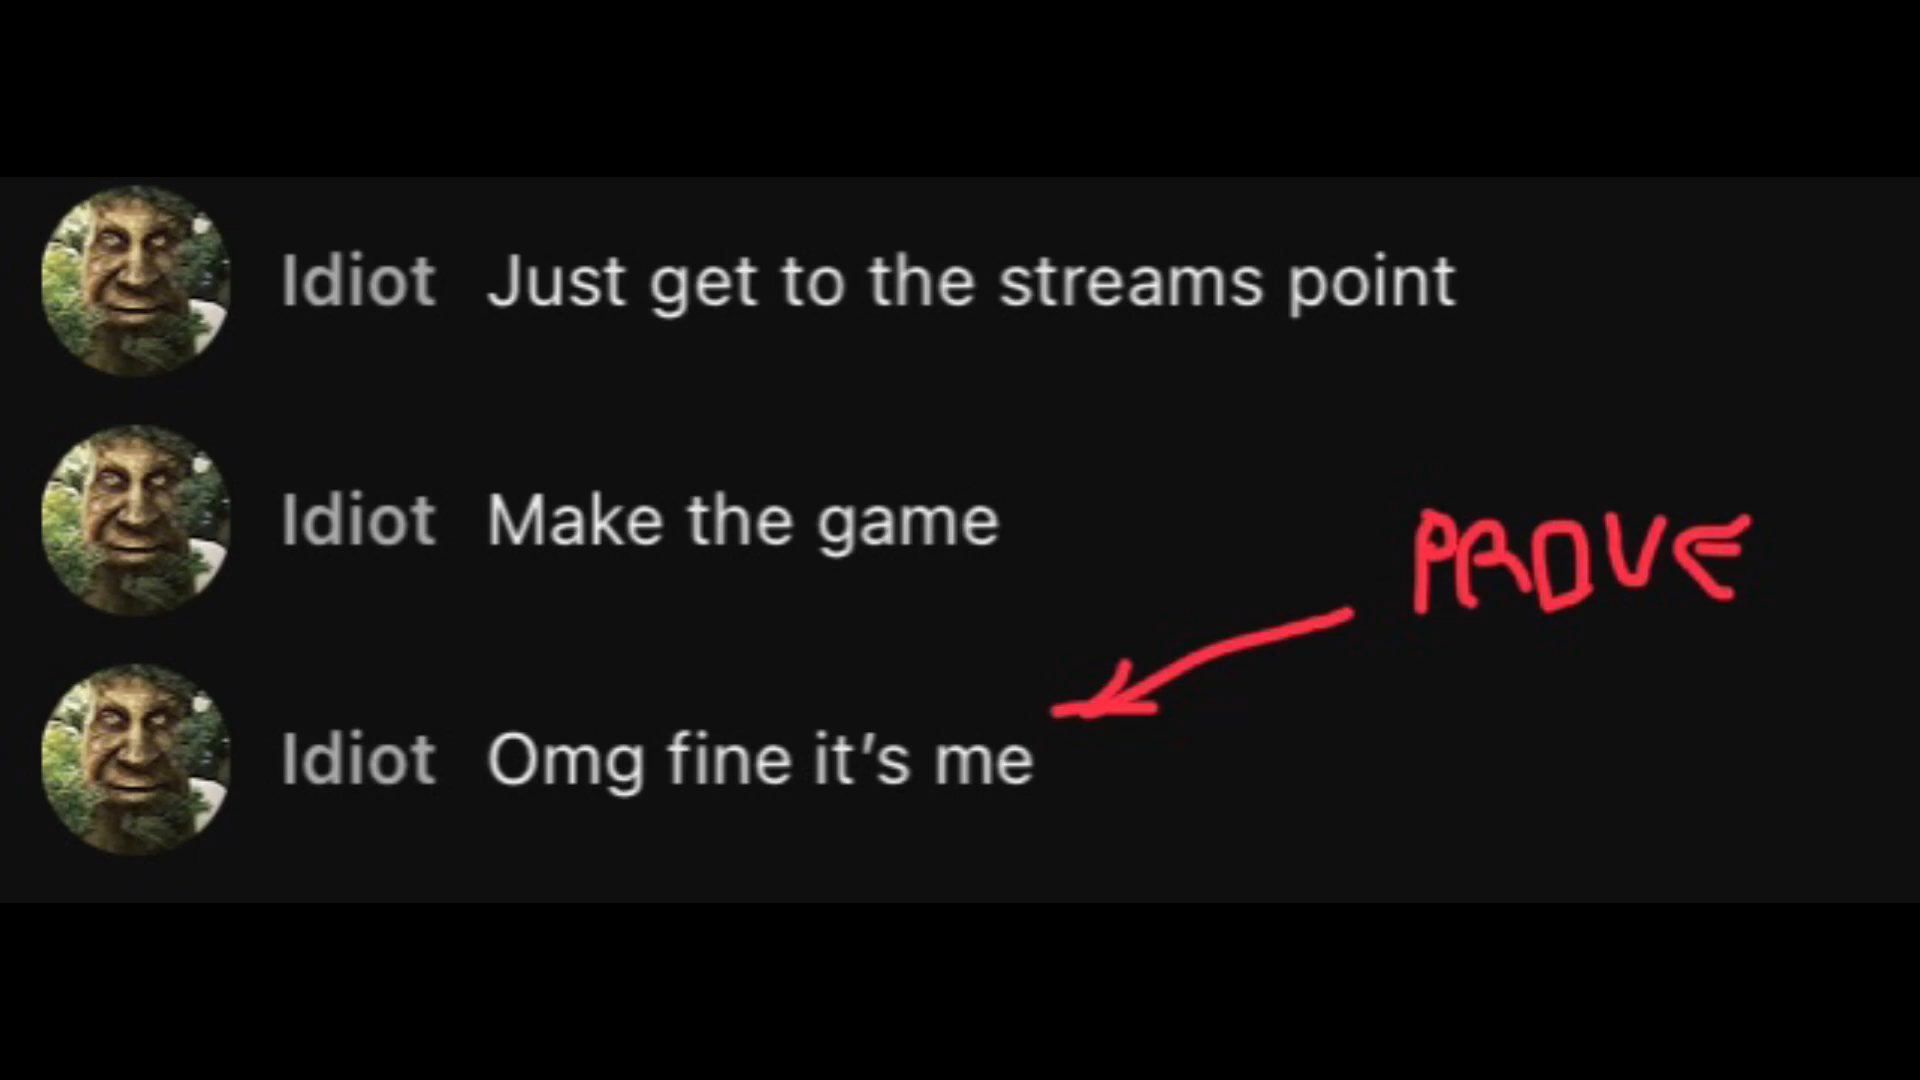 Idiot Just get to the streams point
Idiot Make the game
PROVE
Idiot Omg fine it’s me